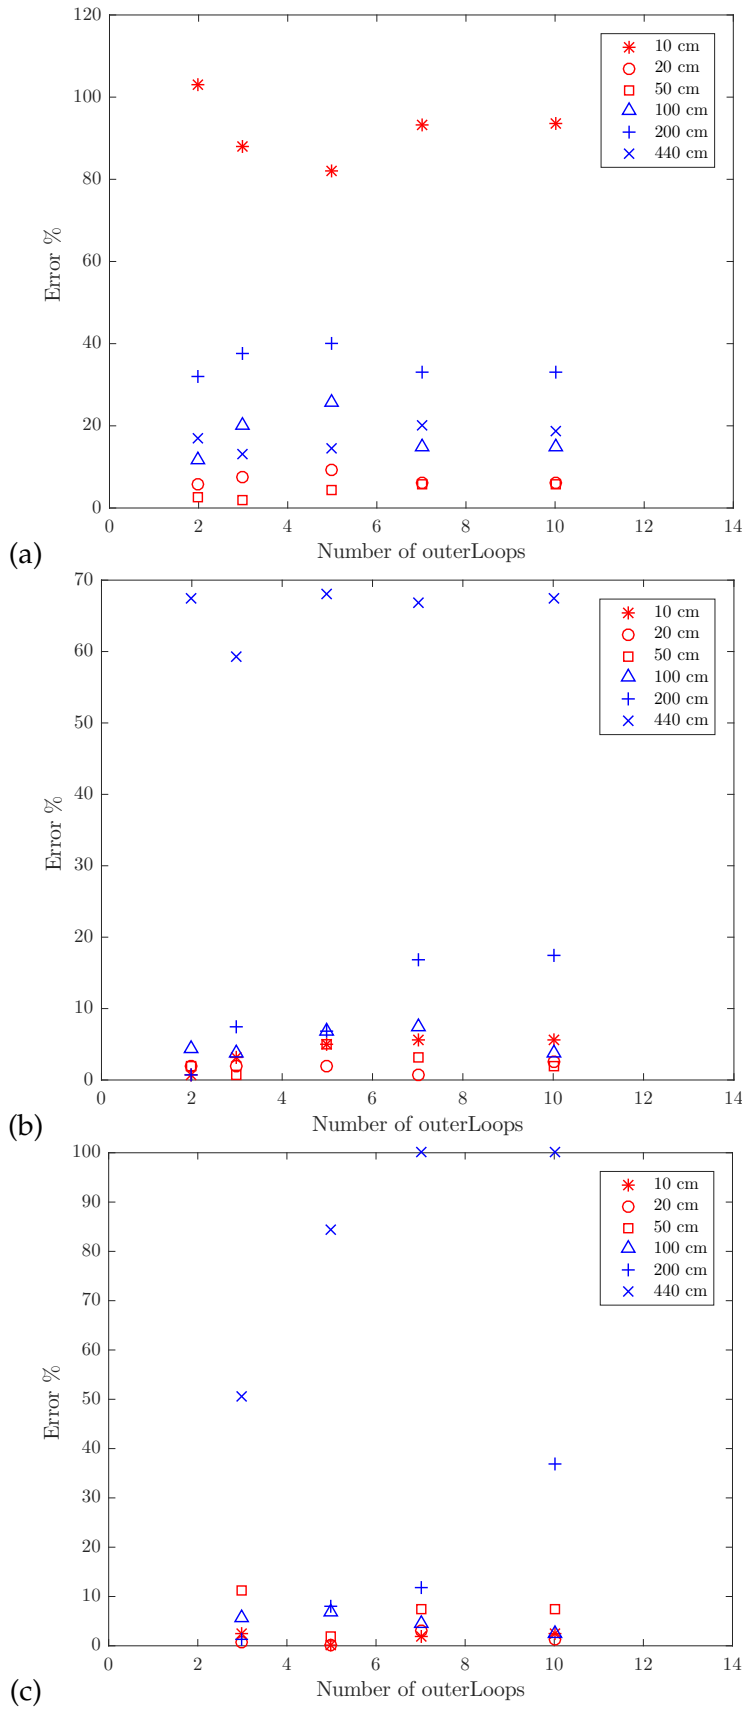 120
100
80
60
40
20
0
Error %
10 cm
20 cm
50 cm
100 cm
200 cm
440 cm
0 2 4 6 8 10 12 14
Number of outerLoops
(a)
70
60
50
40
30
20
10
0
Error %
10 cm
20 cm
50 cm
100 cm
200 cm
440 cm
0 2 4 6 8 10 12 14
Number of outerLoops
(b)
100
90
80
70
60
50
40
30
20
10
0
Error %
10 cm
20 cm
50 cm
100 cm
200 cm
440 cm
0 2 4 6 8 10 12 14
Number of outerLoops
(c)